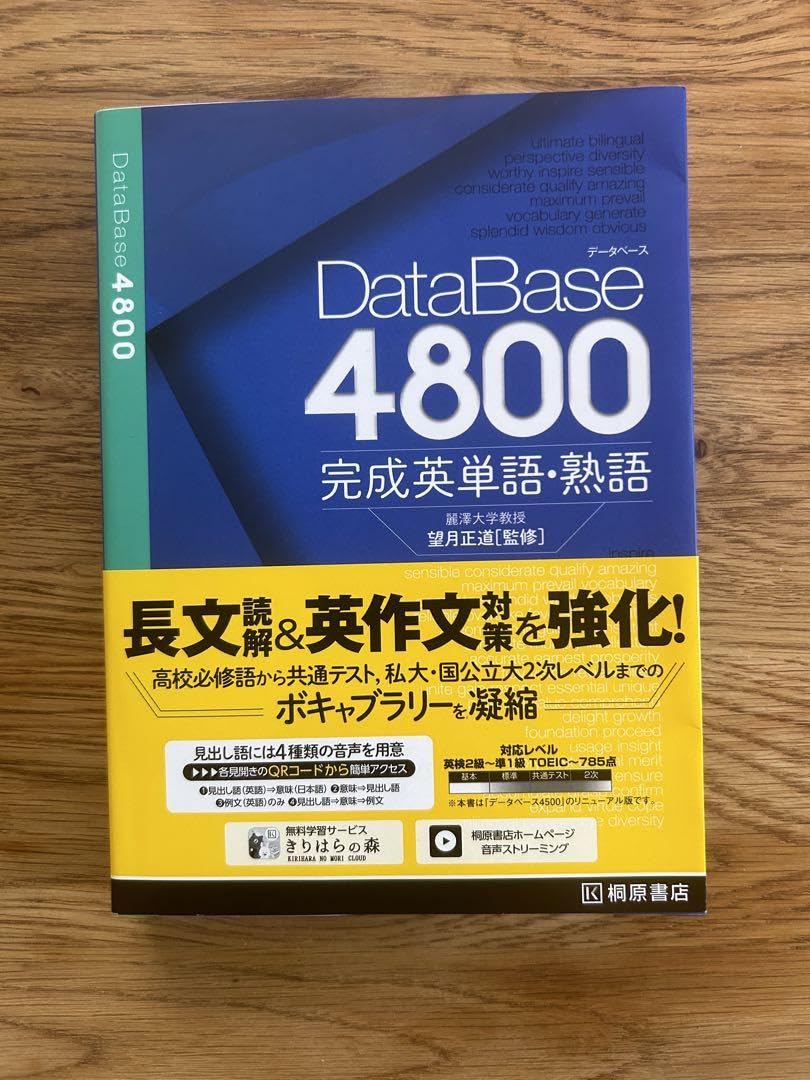 DataBase 4800
ultimate bilingual
perspective diversity
worthy inspire sensible
considerate qualify amazing
maximum prevail
vocabulary generate
splendid wisdom obvious
データベース
DataBase
4800
完成英単語・熟語
麗澤大学教授
望月正道[監修]
inspire
sensible considerate qualify amazing
maximum prevail vocabulary
長文読解&英作文対策を強化!
高校必修語から共通テスト,私大・国公立大2次レベルまでの
ボキャブラリーを凝縮
essential unique
delight growth
foundation proceed
usage insight
merit
ensure
confirm
expand virtue cope
diversity
見出し語には4種類の音声を用意
▶▶▶各見開きのQRコードから簡単アクセス
❶見出し語(英語)⇒意味(日本語) ❷意味⇒見出し語
❸例文(英語)のみ ❹見出し語⇒意味⇒例文
対応レベル
英検2級〜準1級 TOEIC〜785点
基本 標準 共通テスト 2次
※本書は「データベース4500」のリニューアル版です。
無料学習サービス
きりはらの森
KIRIHARA NO MORI CLOUD
桐原書店ホームページ
音声ストリーミング
K 桐原書店